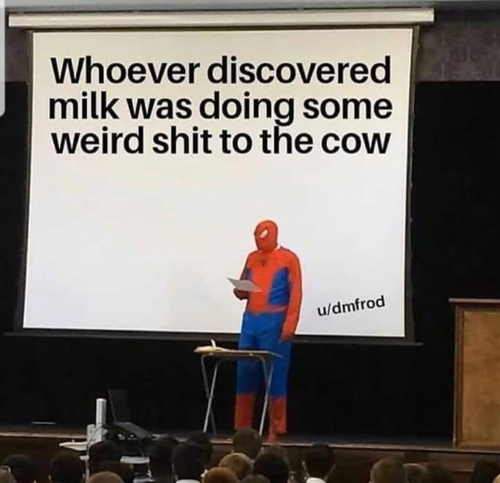 Whoever discovered
milk was doing some
weird shit to the cow
u/dmfrod